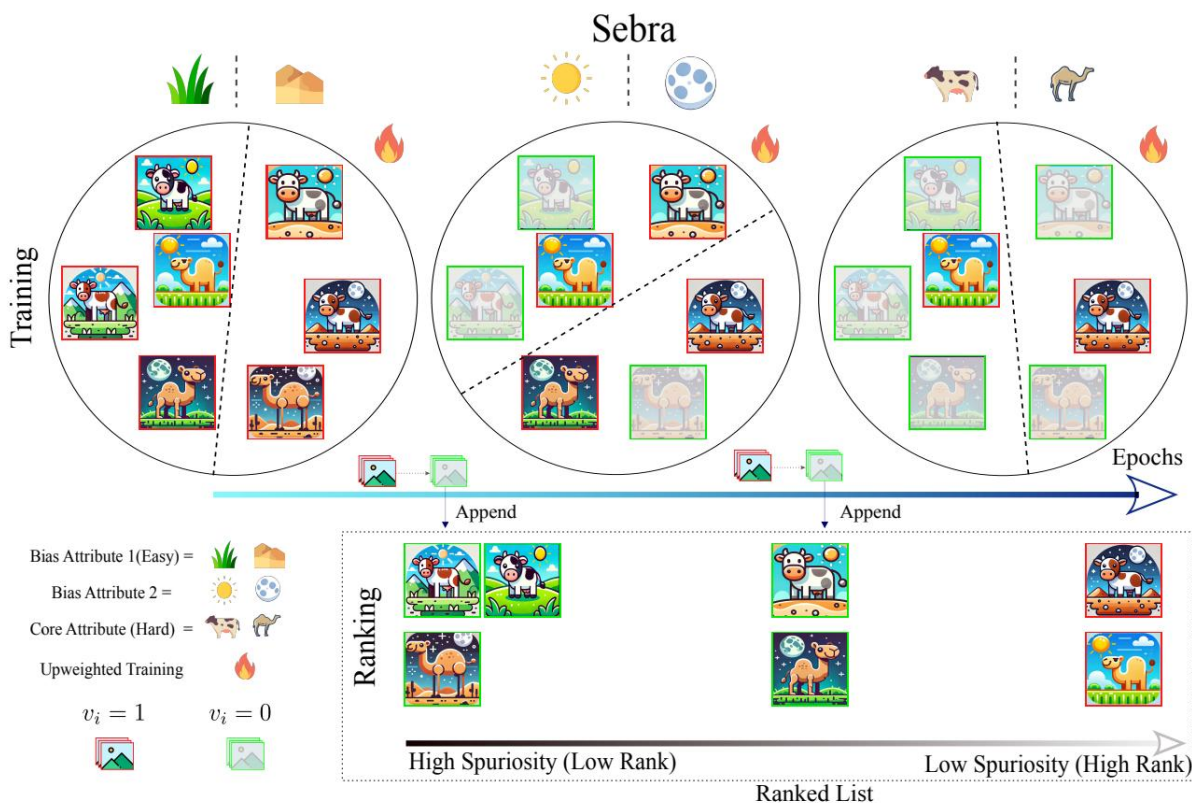 Sebra
Training
Epochs
Append
Append
Bias Attribute 1(Easy) =
Bias Attribute 2 =
Core Attribute (Hard) =
Upweighted Training
v_i = 1
v_i = 0
Ranking
High Spuriosity (Low Rank)
Low Spuriosity (High Rank)
Ranked List